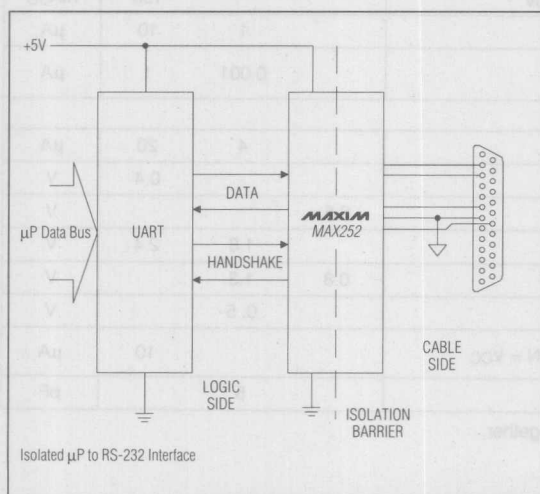 +5V
DATA
MAXIM
MAX252
µP Data Bus
UART
HANDSHAKE
CABLE
SIDE
LOGIC
SIDE
ISOLATION
BARRIER
Isolated µP to RS-232 Interface